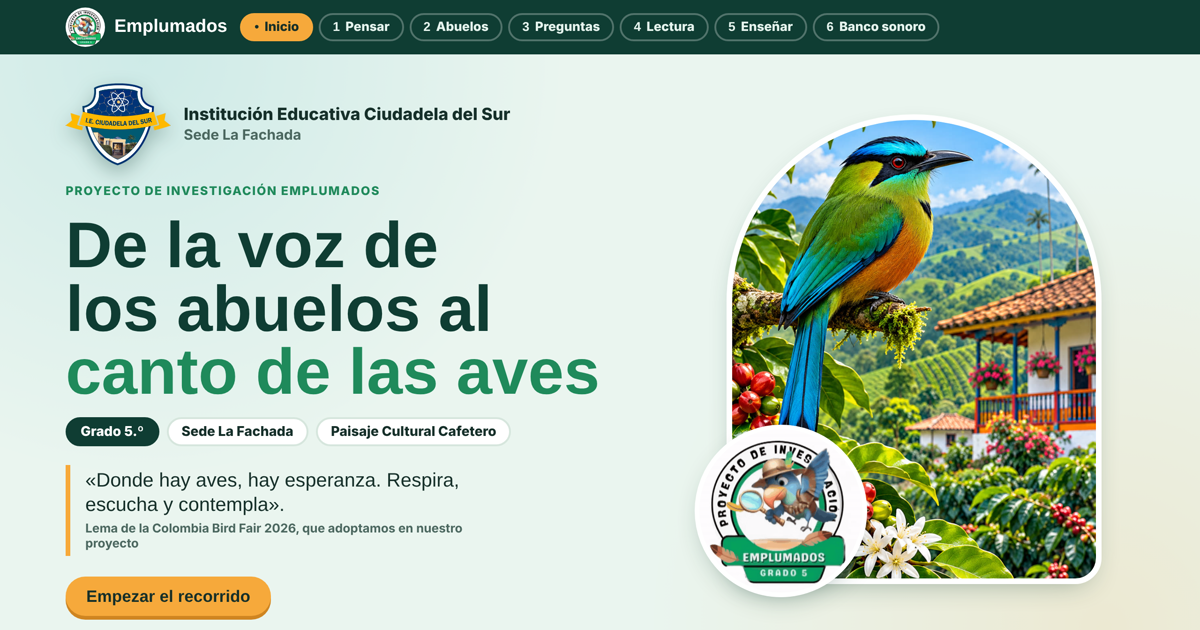 Emplumados
• Inicio
1 Pensar
2 Abuelos
3 Preguntas
4 Lectura
5 Enseñar
6 Banco sonoro
I.E. CIUDADELA DEL SUR
Institución Educativa Ciudadela del Sur
Sede La Fachada
PROYECTO DE INVESTIGACIÓN EMPLUMADOS
De la voz de
los abuelos al
canto de las aves
Grado 5.º
Sede La Fachada
Paisaje Cultural Cafetero
«Donde hay aves, hay esperanza. Respira,
escucha y contempla».
Lema de la Colombia Bird Fair 2026, que adoptamos en nuestro
proyecto
Empezar el recorrido
PROYECTO DE
EMPLUMADOS
GRADO 5